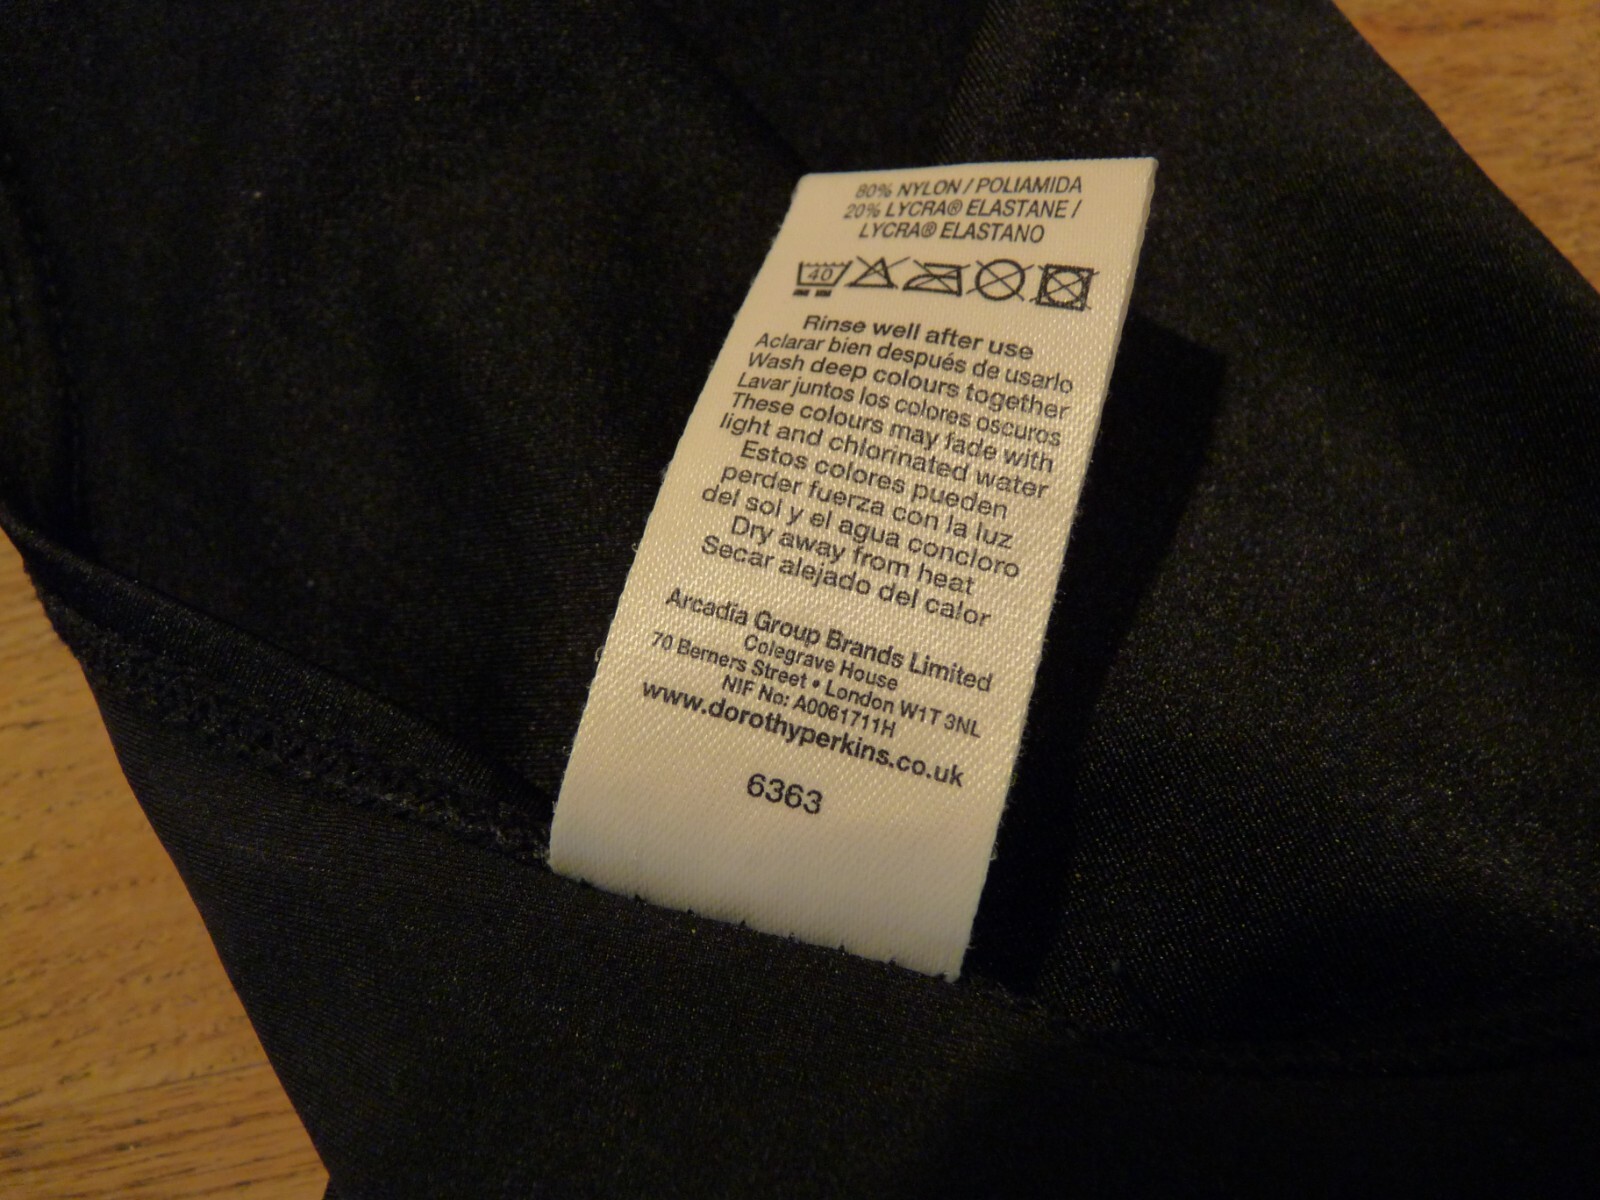 80% NYLON / POLIAMIDA
20% LYCRA® ELASTANE /
LYCRA® ELASTANO
40
Rinse well after use
Aclarar bien después de usarlo
Wash deep colours together
Lavar juntos los colores oscuros
These colours may fade with
light and chlorinated water
Estos colores pueden
perder fuerza con la luz
del sol y el agua concloro
Dry away from heat
Secar alejado del calor
Arcadia Group Brands Limited
Colegrave House
70 Berners Street • London W1T 3NL
NIF No: A0061711H
www.dorothyperkins.co.uk
6363